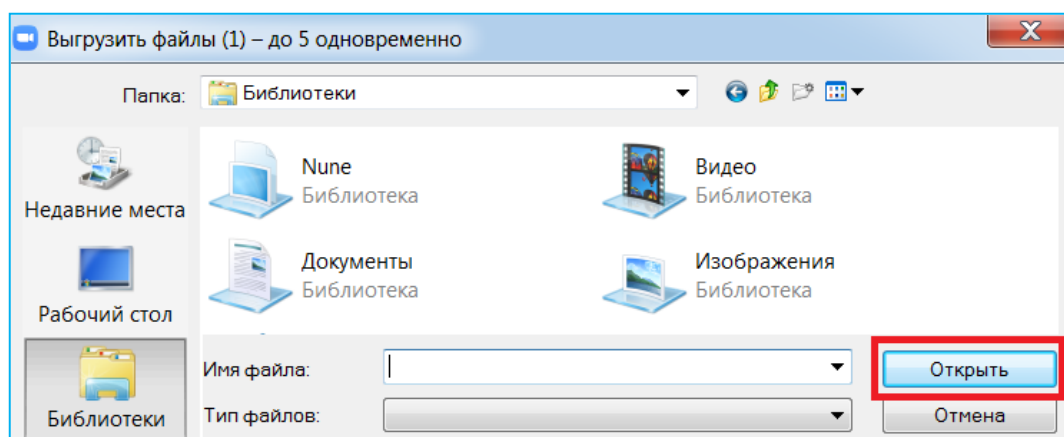 Выгрузить файлы (1) – до 5 одновременно
Папка: Библиотеки
Недавние места
Рабочий стол
Библиотеки
Nune
Библиотека
Видео
Библиотека
Документы
Библиотека
Изображения
Библиотека
Имя файла:
Открыть
Тип файлов:
Отмена